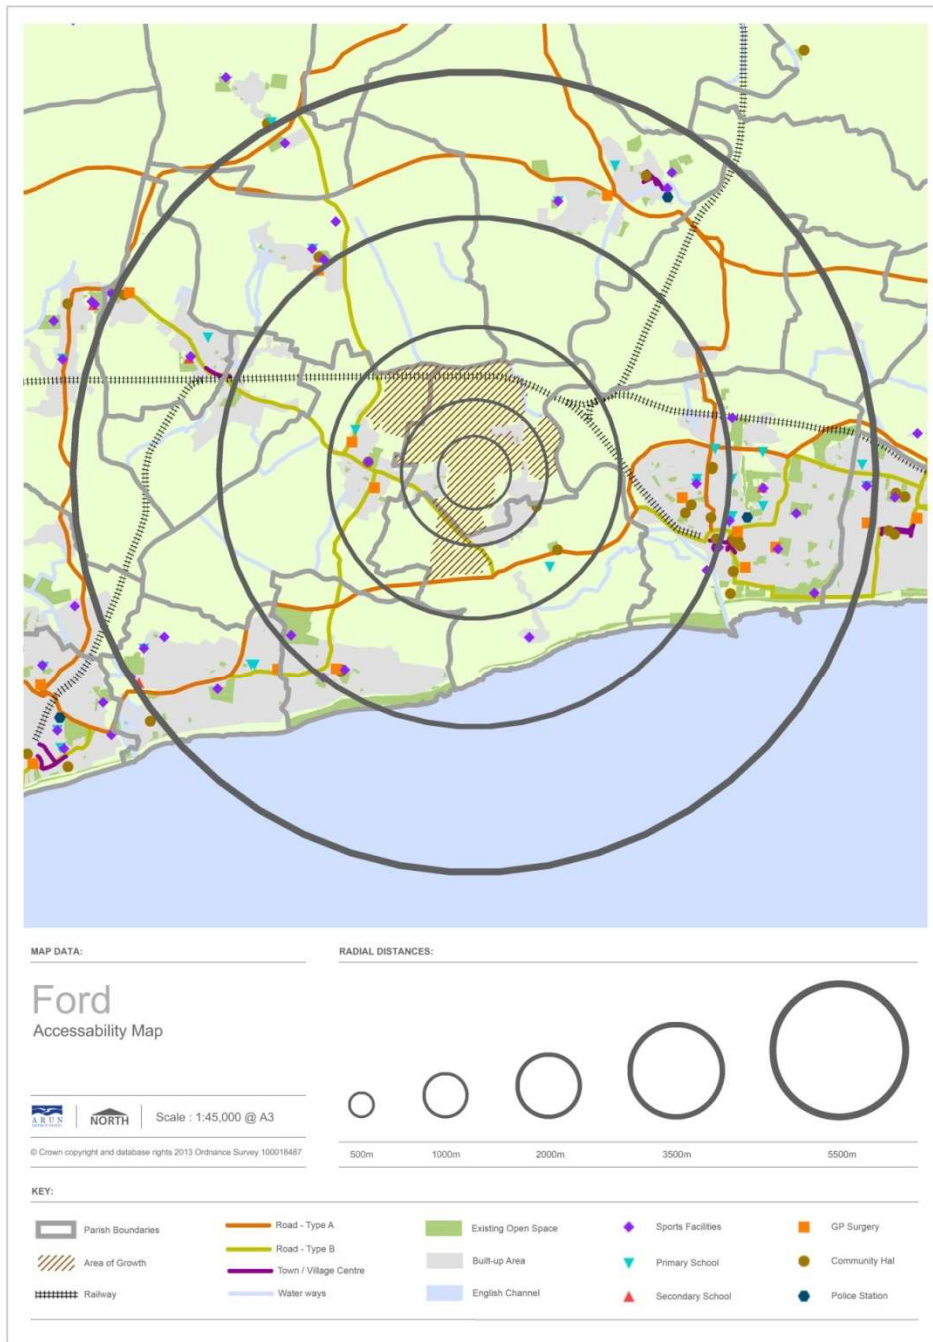 MAP DATA:
RADIAL DISTANCES:
Ford
Accessability Map
ARUN
NORTH
Scale : 1:45,000 @ A3
© Crown copyright and database rights 2013 Ordnance Survey 100018487
500m
1000m
2000m
3500m
5500m
KEY:
Parish Boundaries
Road - Type A
Existing Open Space
Sports Facilities
GP Surgery
Area of Growth
Road - Type B
Built-up Area
Primary School
Community Hal
Town / Village Centre
Railway
Water ways
English Channel
Secondary School
Police Station